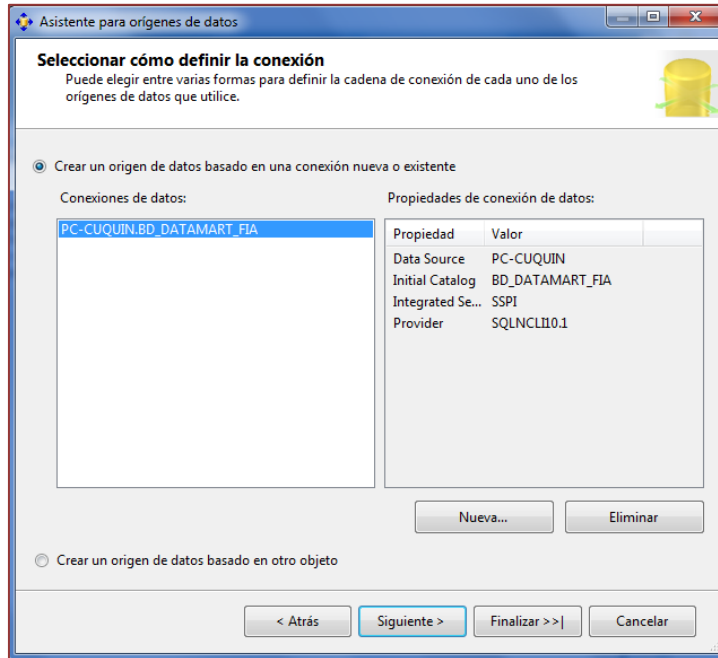 Asistente para orígenes de datos
Seleccionar cómo definir la conexión
Puede elegir entre varias formas para definir la cadena de conexión de cada uno de los
orígenes de datos que utilice.
Crear un origen de datos basado en una conexión nueva o existente
Conexiones de datos:
Propiedades de conexión de datos:
PC-CUQUIN.BD_DATAMART_FIA
Propiedad Valor
Data Source PC-CUQUIN
Initial Catalog BD_DATAMART_FIA
Integrated Se... SSPI
Provider SQLNCLI10.1
Nueva... Eliminar
Crear un origen de datos basado en otro objeto
< Atrás Siguiente > Finalizar >>| Cancelar